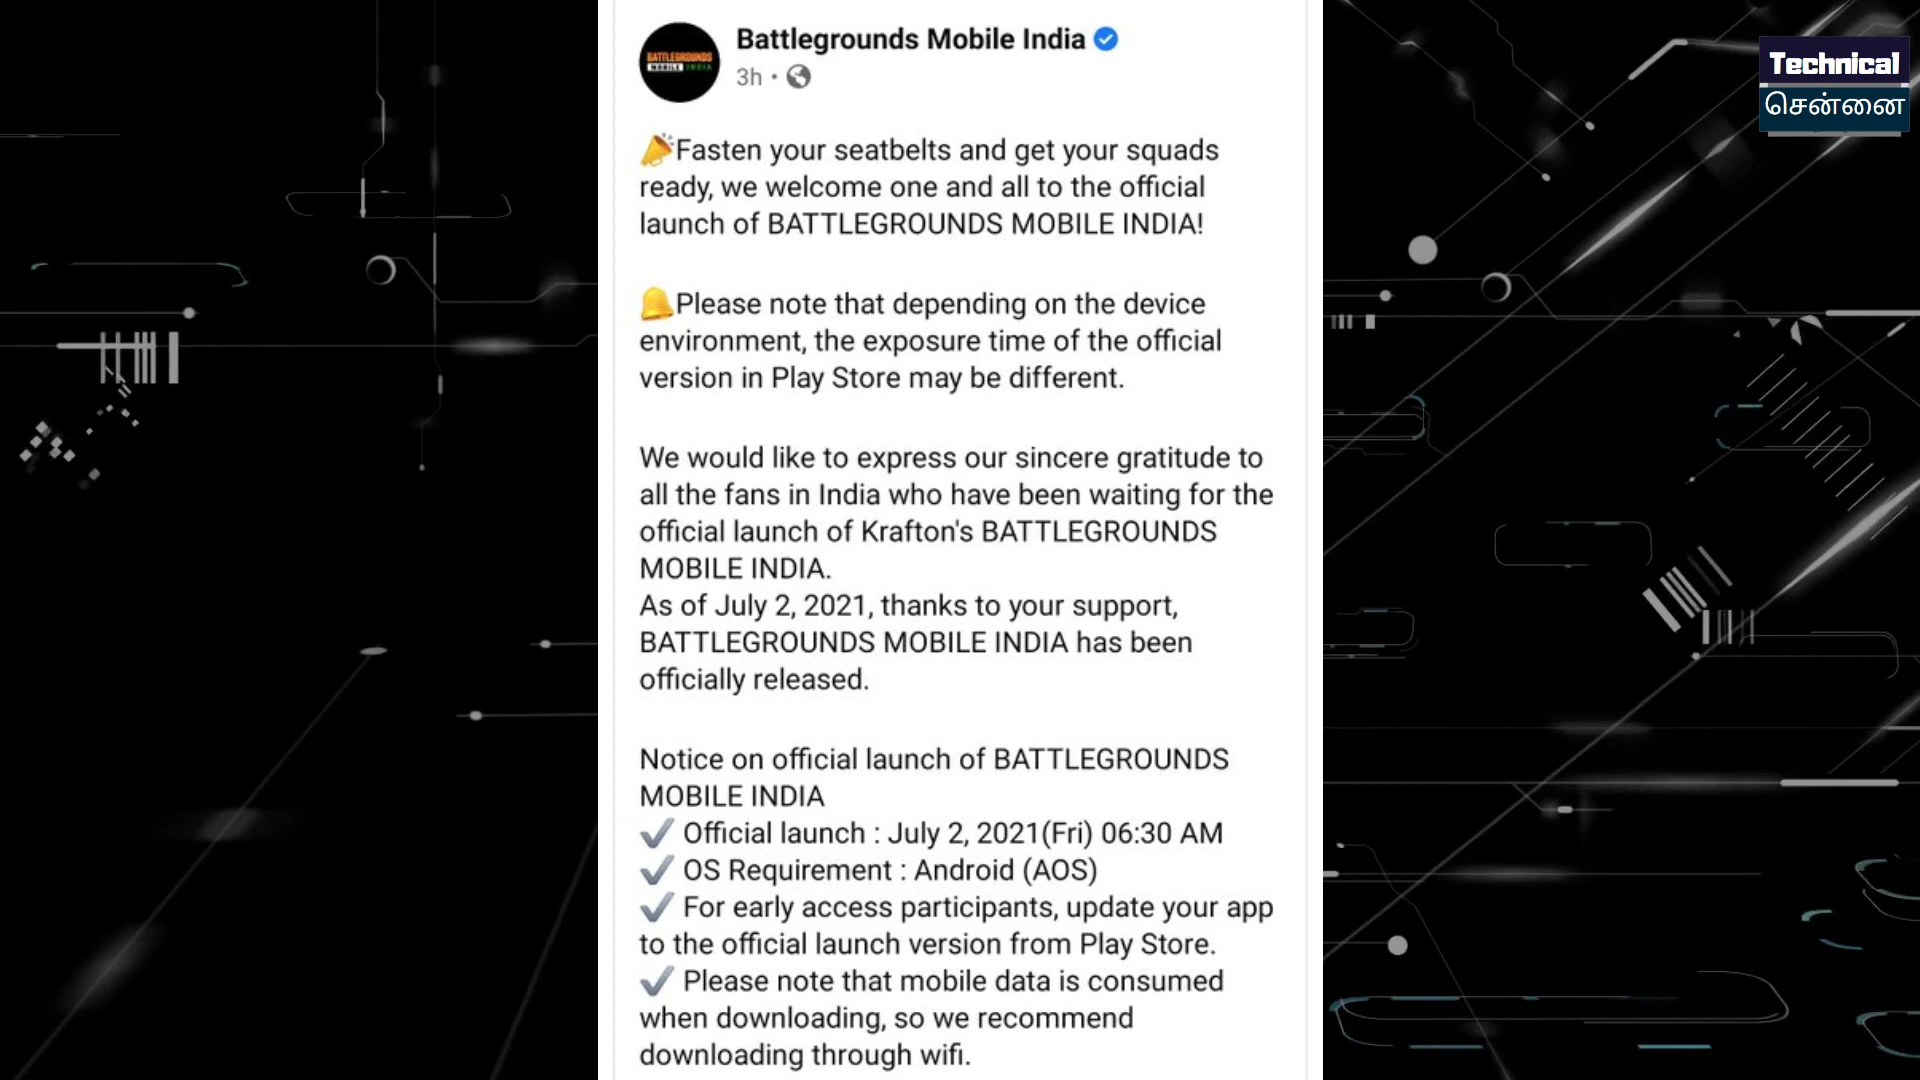 BATTLEGROUNDS
MOBILE INDIA
Battlegrounds Mobile India
3h •
Technical
சென்னை
📣Fasten your seatbelts and get your squads
ready, we welcome one and all to the official
launch of BATTLEGROUNDS MOBILE INDIA!
🔔Please note that depending on the device
environment, the exposure time of the official
version in Play Store may be different.
We would like to express our sincere gratitude to
all the fans in India who have been waiting for the
official launch of Krafton's BATTLEGROUNDS
MOBILE INDIA.
As of July 2, 2021, thanks to your support,
BATTLEGROUNDS MOBILE INDIA has been
officially released.
Notice on official launch of BATTLEGROUNDS
MOBILE INDIA
✔ Official launch : July 2, 2021(Fri) 06:30 AM
✔ OS Requirement : Android (AOS)
✔ For early access participants, update your app
to the official launch version from Play Store.
✔ Please note that mobile data is consumed
when downloading, so we recommend
downloading through wifi.